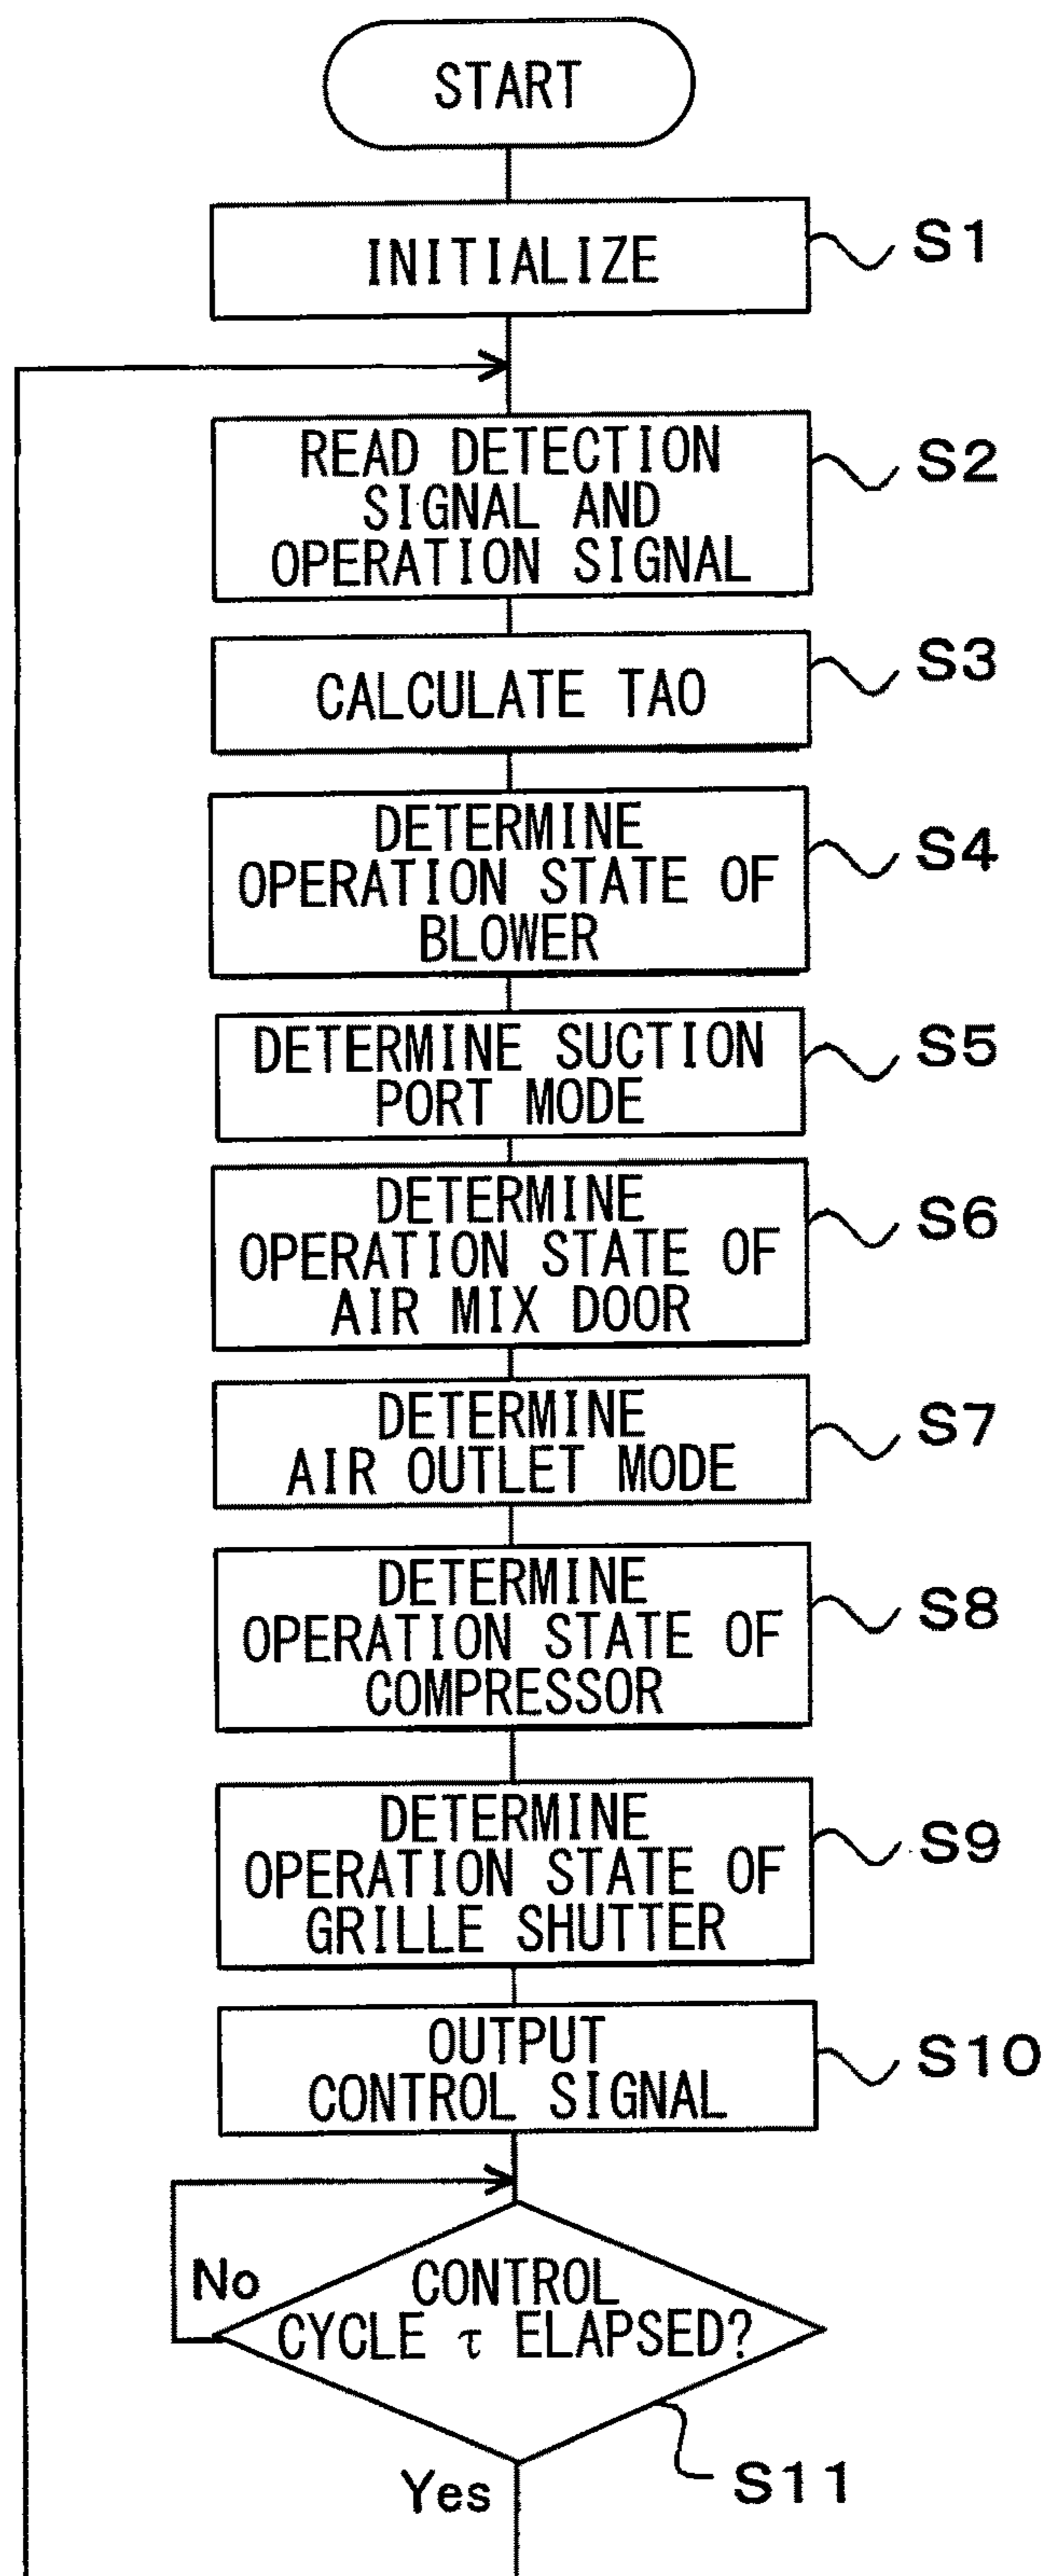 START
INITIALIZE
S1
READ DETECTION
SIGNAL AND
OPERATION SIGNAL
S2
CALCULATE TAO
S3
DETERMINE
OPERATION STATE OF
BLOWER
S4
DETERMINE SUCTION
PORT MODE
S5
DETERMINE
OPERATION STATE OF
AIR MIX DOOR
S6
DETERMINE
AIR OUTLET MODE
S7
DETERMINE
OPERATION STATE OF
COMPRESSOR
S8
DETERMINE
OPERATION STATE OF
GRILLE SHUTTER
S9
OUTPUT
CONTROL SIGNAL
S10
No
CONTROL
CYCLE τ ELAPSED?
S11
Yes